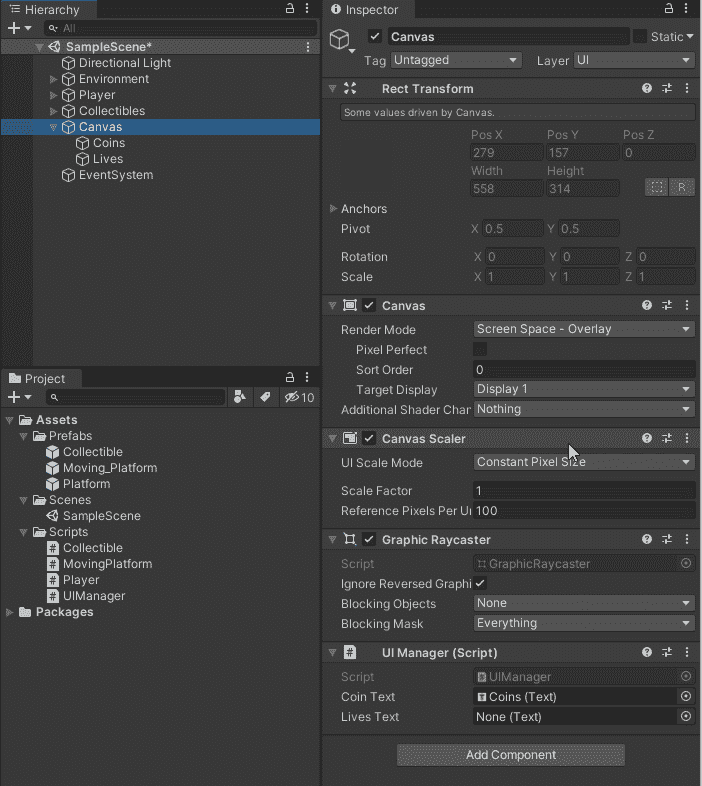 Hierarchy
All
SampleScene*
Directional Light
Environment
Player
Collectibles
Canvas
Coins
Lives
EventSystem
Project
10
Assets
Prefabs
Collectible
Moving_Platform
Platform
Scenes
SampleScene
Scripts
Collectible
MovingPlatform
Player
UIManager
Packages
Inspector
Canvas Static
Tag Untagged Layer UI
Rect Transform
Some values driven by Canvas.
Pos X Pos Y Pos Z
279 157 0
Width Height
558 314 R
Anchors
Pivot X 0.5 Y 0.5
Rotation X 0 Y 0 Z 0
Scale X 1 Y 1 Z 1
Canvas
Render Mode Screen Space - Overlay
Pixel Perfect
Sort Order 0
Target Display Display 1
Additional Shader Chan Nothing
Canvas Scaler
UI Scale Mode Constant Pixel Size
Scale Factor 1
Reference Pixels Per Un 100
Graphic Raycaster
Script GraphicRaycaster
Ignore Reversed Graphi
Blocking Objects None
Blocking Mask Everything
# UI Manager (Script)
Script UIManager
Coin Text Coins (Text)
Lives Text None (Text)
Add Component